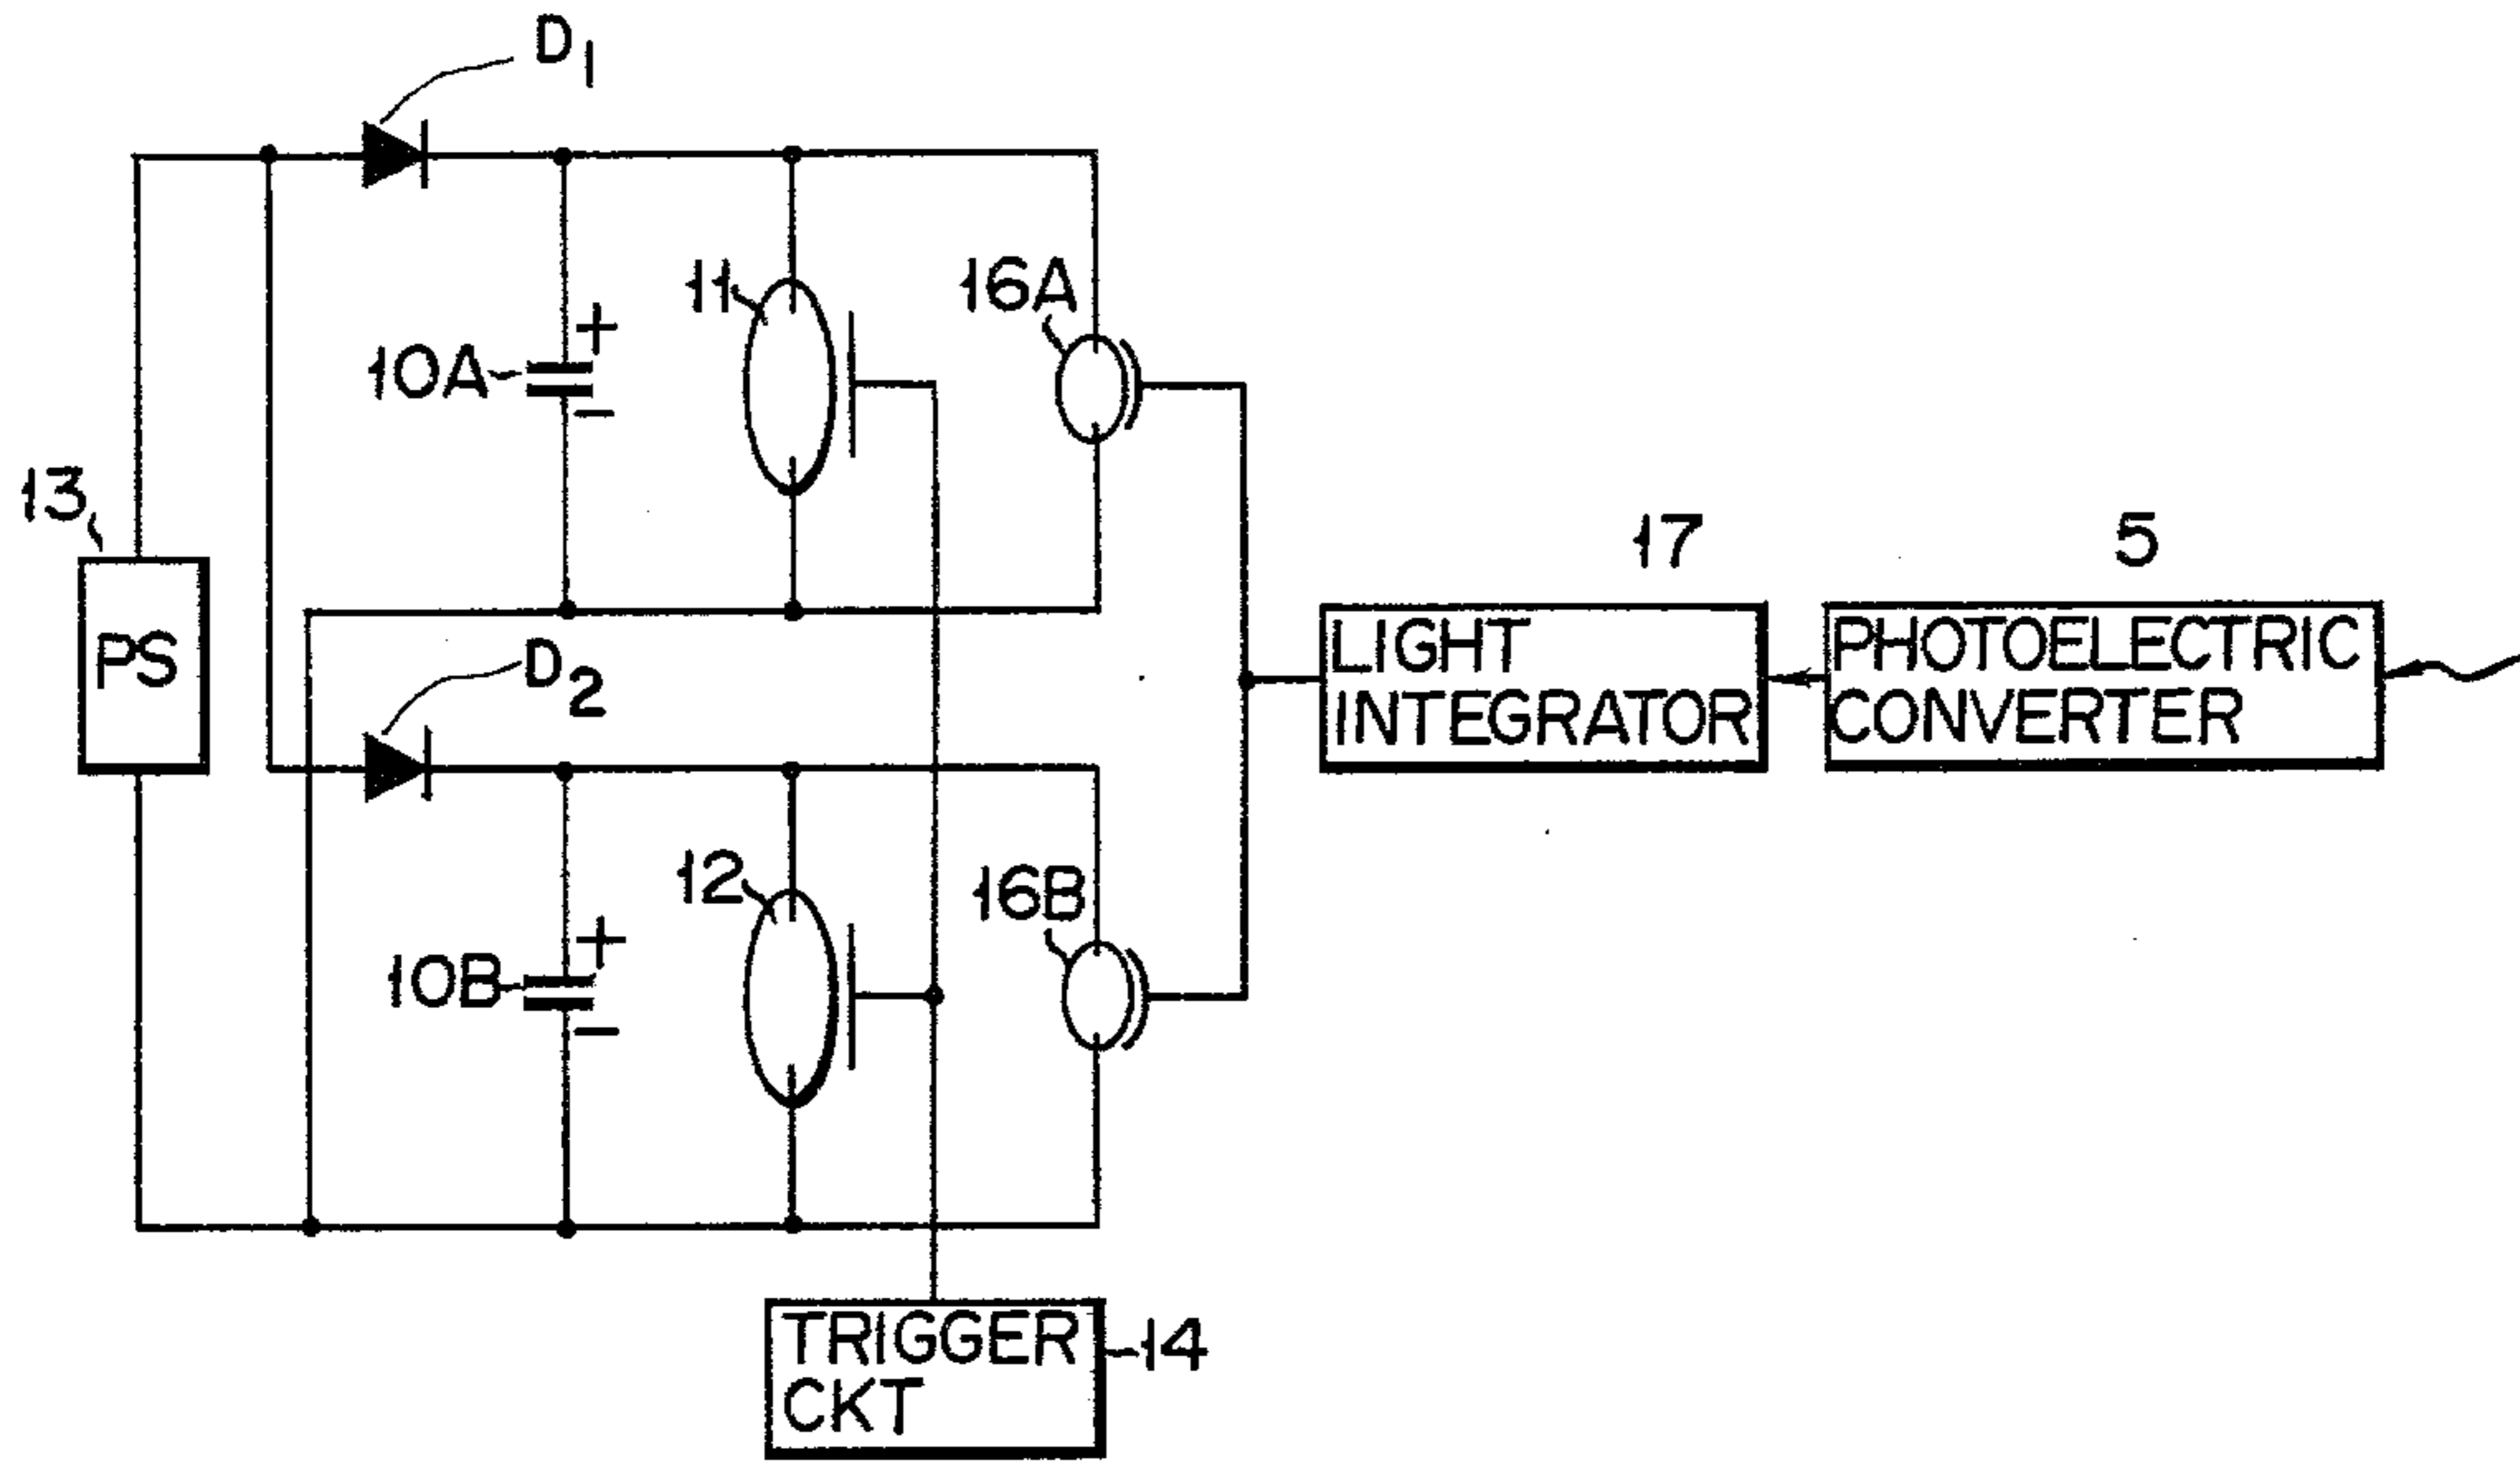 D1
11
16A
+
10A
-
13
17
5
PS
LIGHT
INTEGRATOR
PHOTOELECTRIC
CONVERTER
D2
12
16B
+
10B
-
TRIGGER
CKT
14